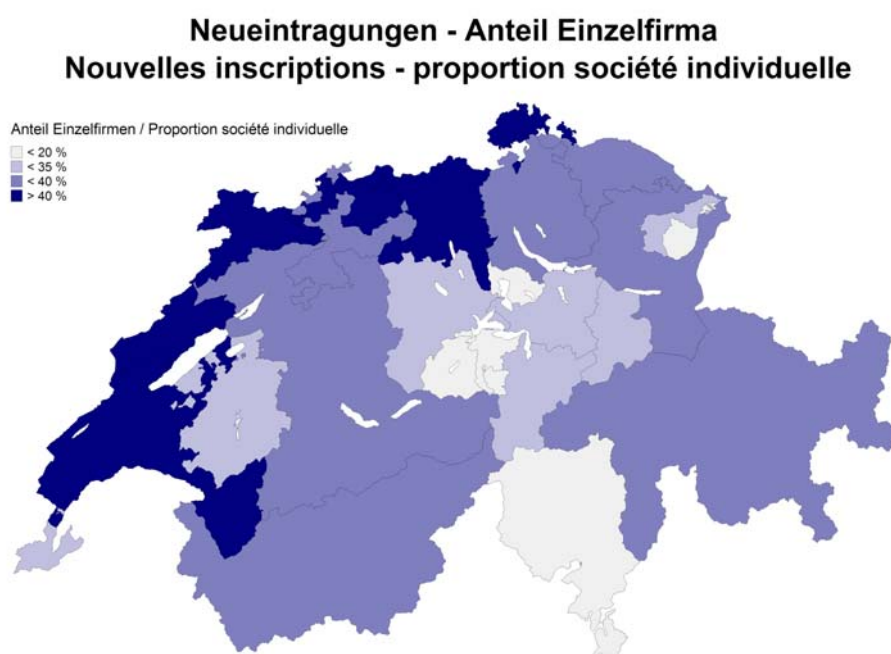 Neueintragungen - Anteil Einzelfirma
Nouvelles inscriptions - proportion société individuelle
Anteil Einzelfirmen / Proportion société individuelle
< 20 %
< 35 %
< 40 %
> 40 %